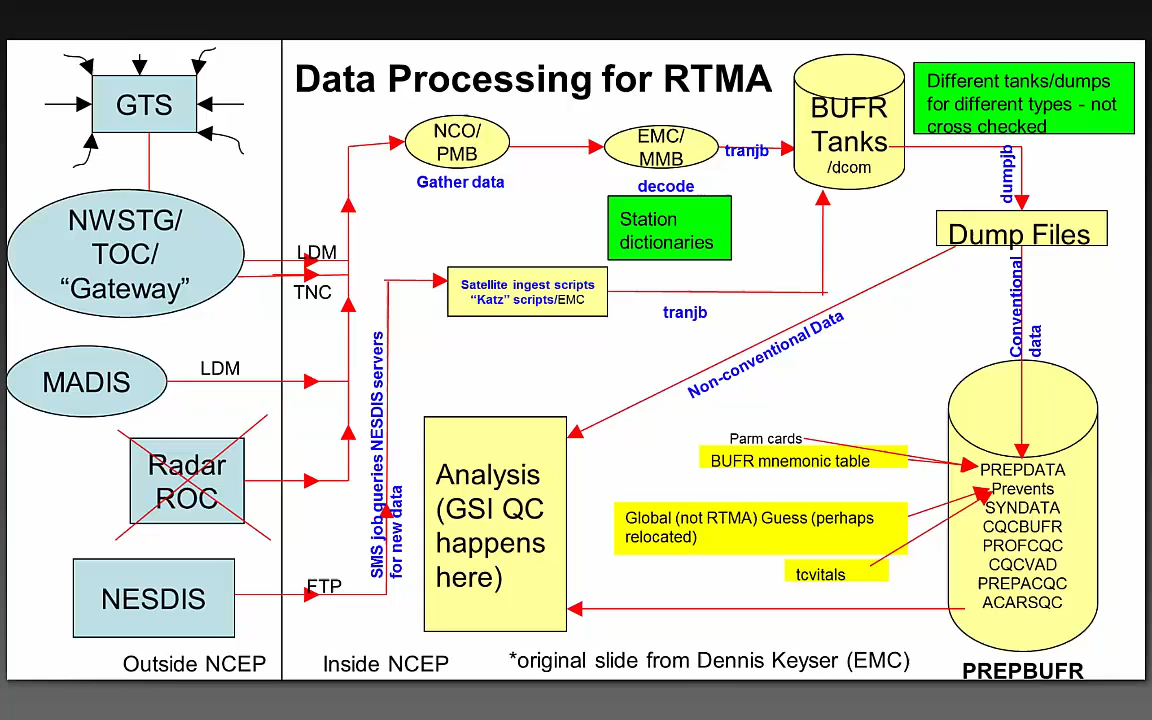 Data Processing for RTMA
GTS
NWSTG/
TOC/
“Gateway”
MADIS
Radar
ROC
NESDIS
Outside NCEP
LDM
TNC
LDM
FTP
Inside NCEP
NCO/
PMB
Gather data
EMC/
MMB
decode
tranjb
BUFR
Tanks
/dcom
Different tanks/dumps
for different types - not
cross checked
dumpjb
Station
dictionaries
Dump Files
Satellite ingest scripts
“Katz” scripts/EMC
tranjb
SMS job queries NESDIS servers
for new data
Non-conventional Data
Conventional
data
Analysis
(GSI QC
happens
here)
Parm cards
BUFR mnemonic table
Global (not RTMA) Guess (perhaps
relocated)
tcvitals
PREPDATA
Prevents
SYNDATA
CQCBUFR
PROFCQC
CQCVAD
PREPACQC
ACARSQC
PREPBUFR
*original slide from Dennis Keyser (EMC)